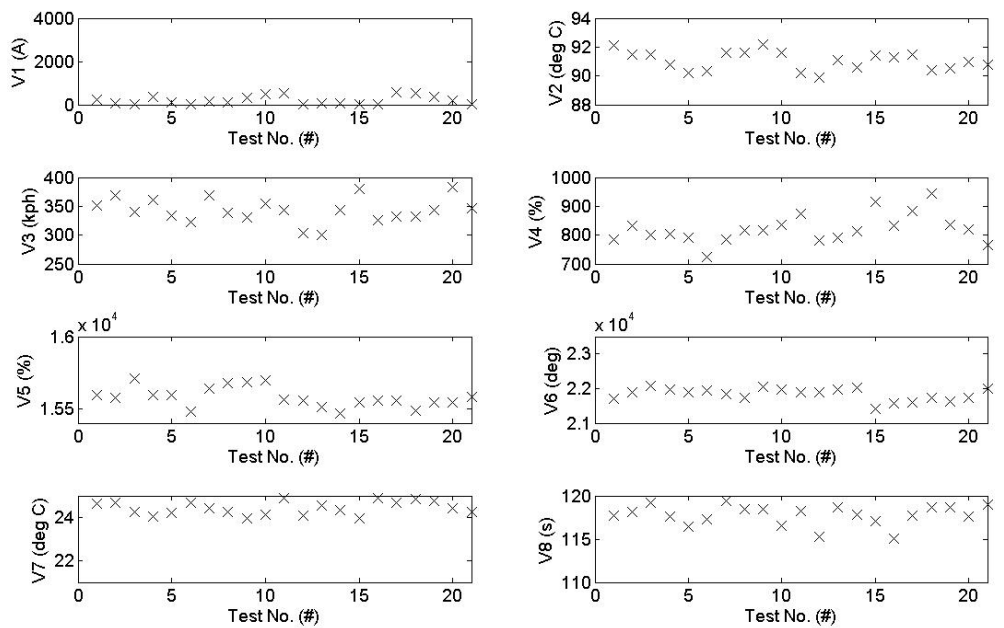 4000
2000
0
V1 (A)
0 5 10 15 20
Test No. (#)
94
92
90
88
V2 (deg C)
0 5 10 15 20
Test No. (#)
400
350
300
250
V3 (kph)
0 5 10 15 20
Test No. (#)
1000
900
800
700
V4 (%)
0 5 10 15 20
Test No. (#)
x 10 4
1.6
1.55
V5 (%)
0 5 10 15 20
Test No. (#)
x 10 4
2.3
2.2
2.1
V6 (deg)
0 5 10 15 20
Test No. (#)
24
22
V7 (deg C)
0 5 10 15 20
Test No. (#)
120
115
110
V8 (s)
0 5 10 15 20
Test No. (#)